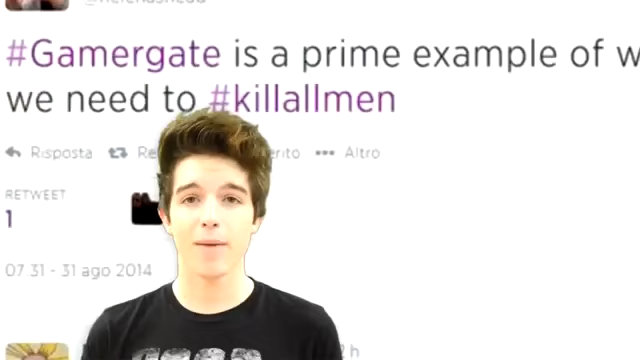 #Gamergate is a prime example of
we need to #killallmen
Risposta
Altro
RETWEET
1
07 31 - 31 ago 2014